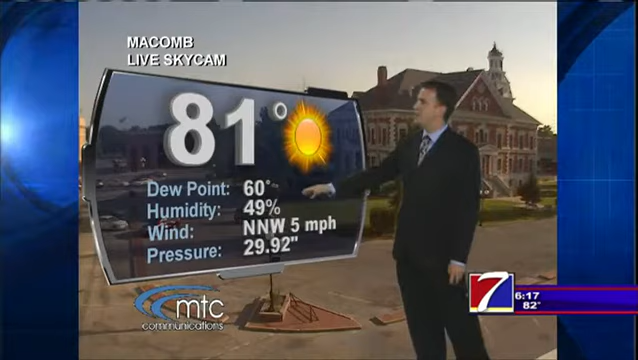 MACOMB
LIVE SKYCAM
81°
Dew Point: 60°
Humidity: 49%
Wind: NNW 5 mph
Pressure: 29.92"
mtc
communications
7
6:17
82°